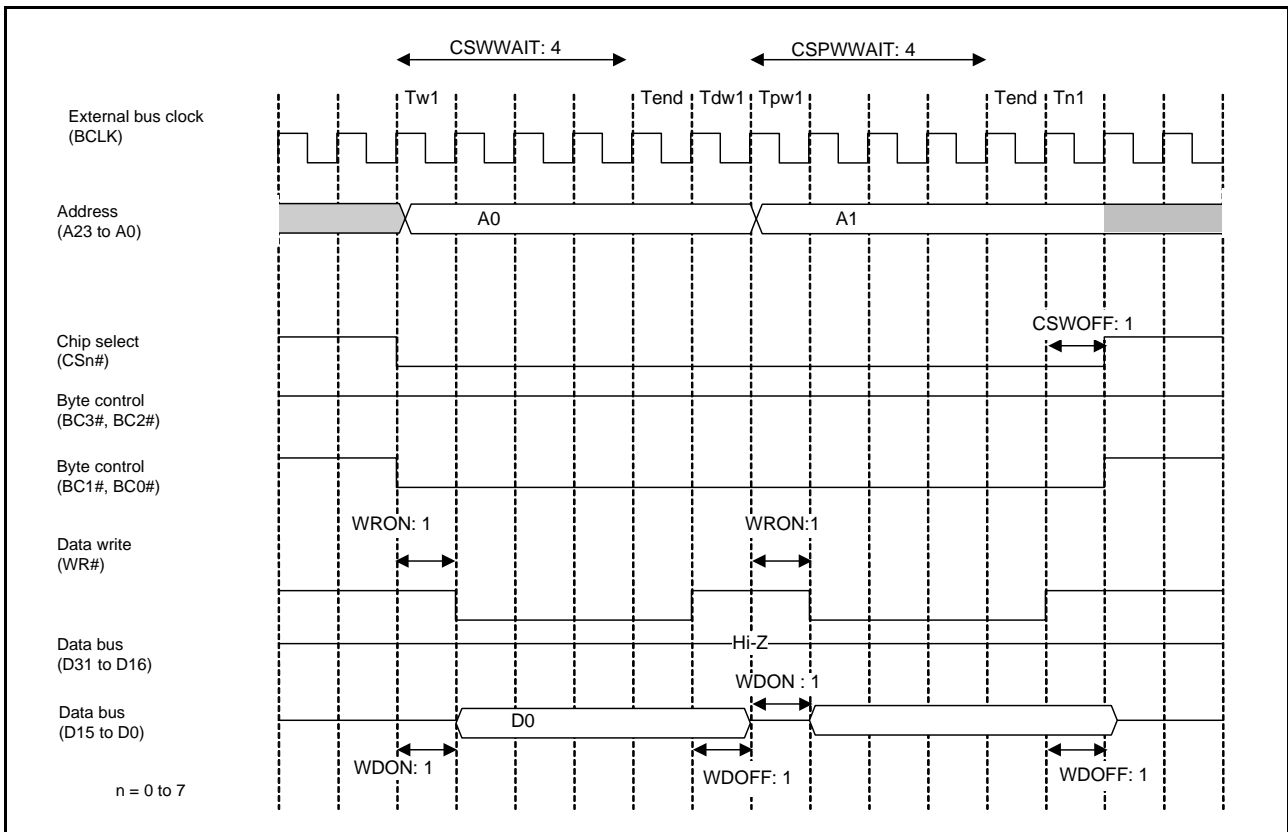 CSWWAIT: 4
CSPWWAIT: 4
Tw1
Tend
Tdw1
Tpw1
Tend
Tn1
External bus clock
(BCLK)
Address
(A23 to A0)
A0
A1
CSWOFF: 1
Chip select
(CSn#)
Byte control
(BC3#, BC2#)
Byte control
(BC1#, BC0#)
WRON: 1
WRON:1
Data write
(WR#)
Data bus
(D31 to D16)
Hi-Z
WDON : 1
Data bus
(D15 to D0)
D0
WDON: 1
WDOFF: 1
WDOFF: 1
n = 0 to 7